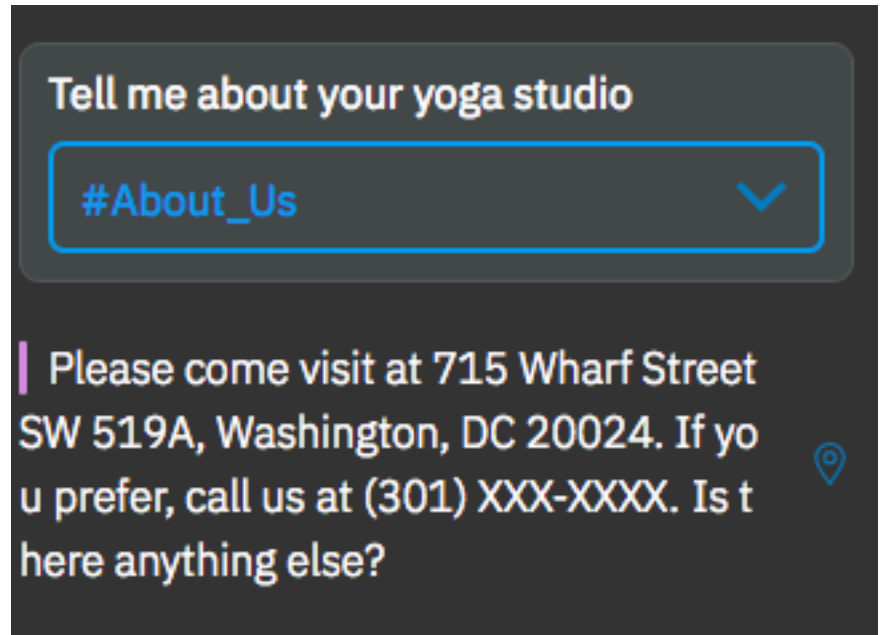 Tell me about your yoga studio
#About_Us
Please come visit at 715 Wharf Street
SW 519A, Washington, DC 20024. If yo
u prefer, call us at (301) XXX-XXXX. Is t
here anything else?